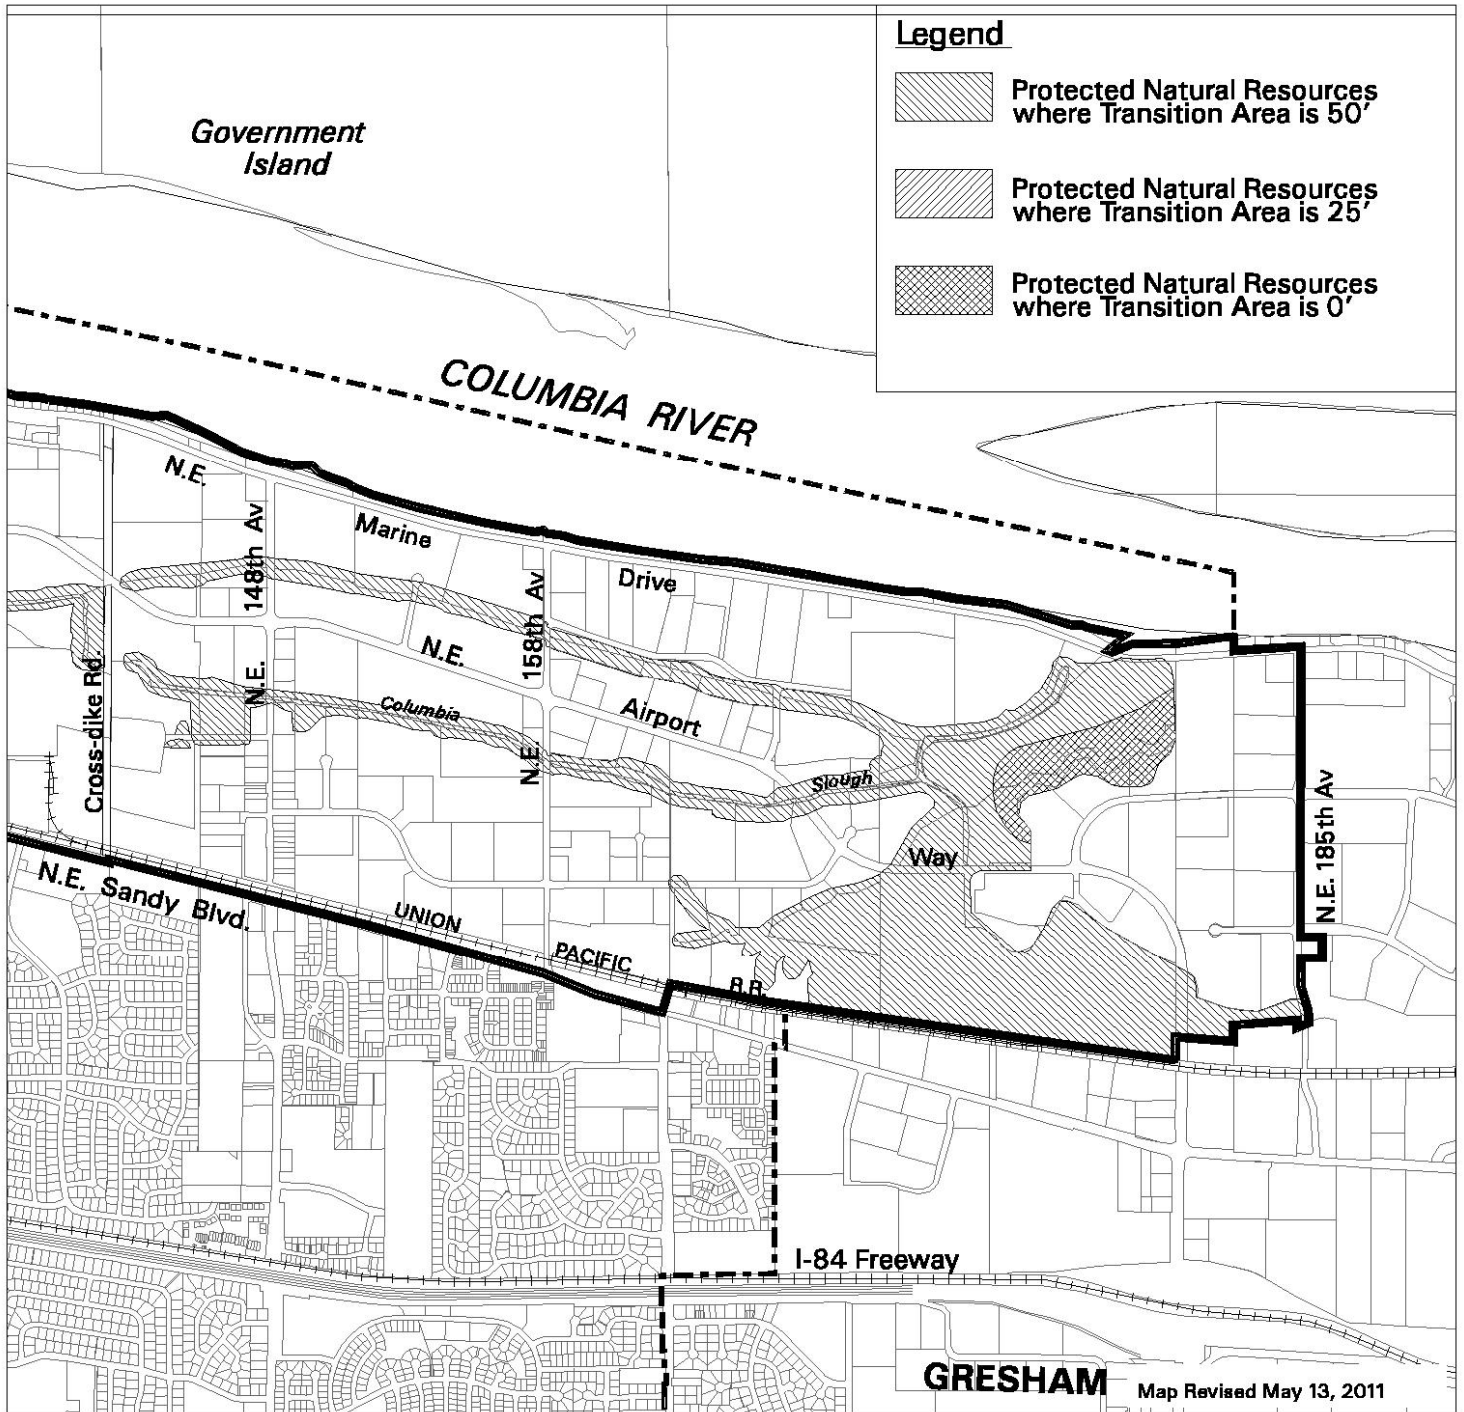 Legend
Protected Natural Resources
where Transition Area is 50'
Protected Natural Resources
where Transition Area is 25'
Protected Natural Resources
where Transition Area is 0'
Government
Island
COLUMBIA RIVER
N.E.
Marine
Drive
N.E. 148th Av
N.E. 158th Av
N.E.
Airport
Way
Columbia
Slough
Cross-dike Rd.
N.E. 185th Av
N.E. Sandy Blvd.
UNION
PACIFIC
R.R.
I-84 Freeway
GRESHAM
Map Revised May 13, 2011